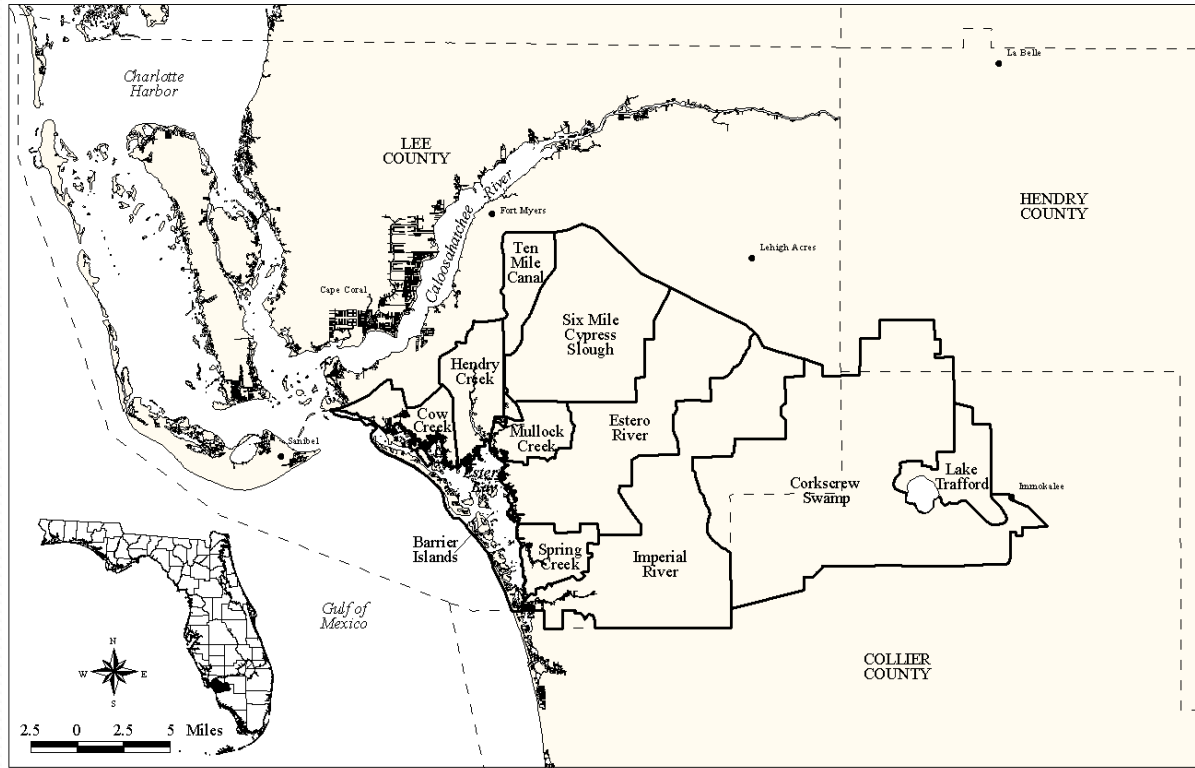 Charlotte
Harbor
La Belle
LEE
COUNTY
Caloosahatchee River
Fort Myers
HENDRY
COUNTY
Ten
Mile
Canal
Lehigh Acres
Cape Coral
Six Mile
Cypress
Slough
Hendry
Creek
Cow
Creek
Mullock
Creek
Estero
River
Sanibel
Estero
Bay
Corkscrew
Swamp
Lake
Trafford
Immokalee
Barrier
Islands
Spring
Creek
Imperial
River
Gulf of
Mexico
COLLIER
COUNTY
N
W E
S
2.5 0 2.5 5 Miles